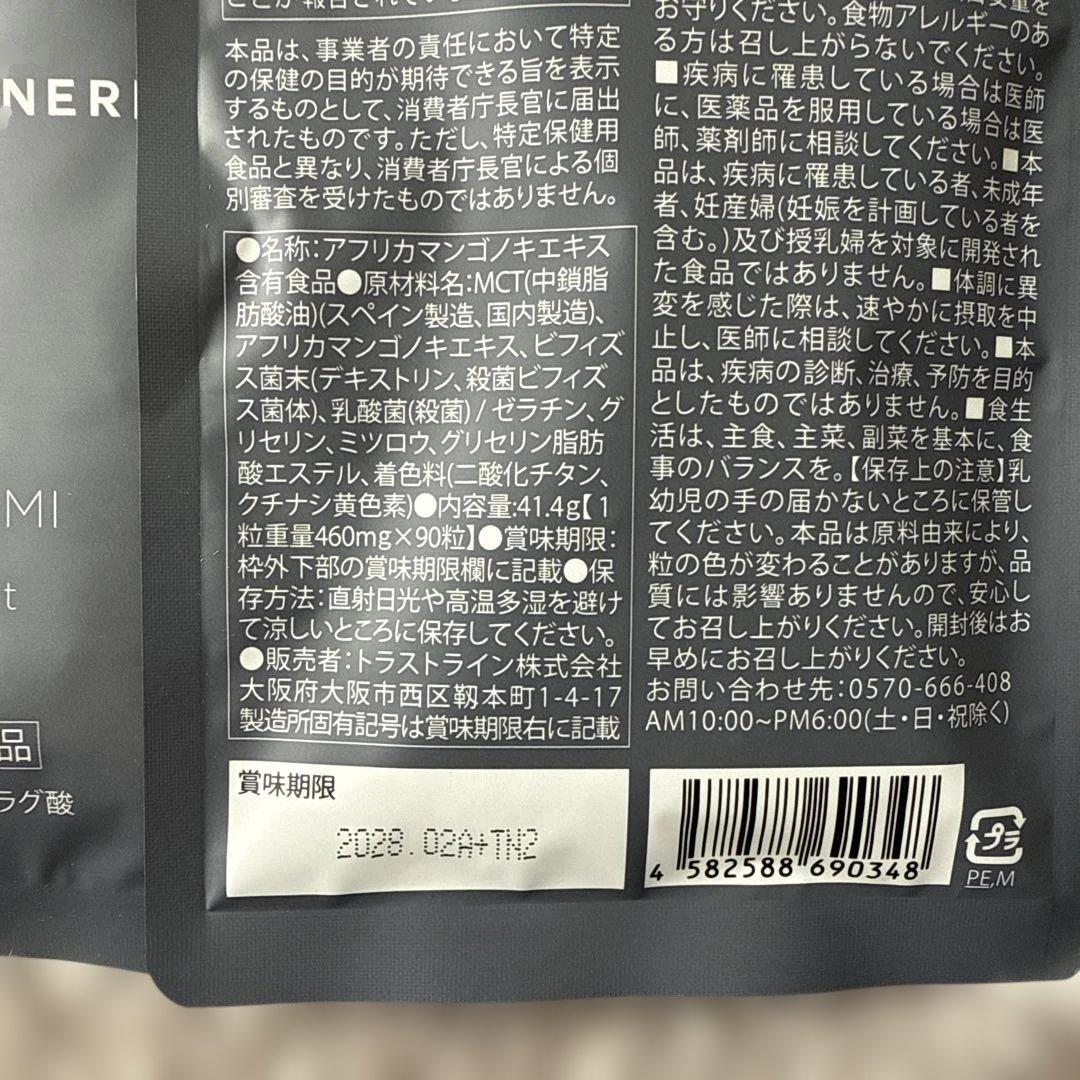 NER
MI
t
品
ラグ酸
本品は、事業者の責任において特定
の保健の目的が期待できる旨を表示
するものとして、消費者庁長官に届出
されたものです。ただし、特定保健用
食品と異なり、消費者庁長官による個
別審査を受けたものではありません。
●名称：アフリカマンゴノキエキス
含有食品●原材料名：MCT(中鎖脂
肪酸油)(スペイン製造、国内製造)、
アフリカマンゴノキエキス、ビフィズ
ス菌末(デキストリン、殺菌ビフィズ
ス菌体)、乳酸菌(殺菌) / ゼラチン、グ
リセリン、ミツロウ、グリセリン脂肪
酸エステル、着色料(二酸化チタン、
クチナシ黄色素)●内容量:41.4g【1
粒重量460mg×90粒】●賞味期限：
枠外下部の賞味期限欄に記載●保
存方法：直射日光や高温多湿を避け
て涼しいところに保存してください。
●販売者：トラストライン株式会社
大阪府大阪市西区靱本町1-4-17
製造所固有記号は賞味期限右に記載
賞味期限
2028.02A+TN2
お守りください。食物アレルギーのあ
る方は召し上がらないでください。
■疾病に罹患している場合は医師
に、医薬品を服用している場合は医
師、薬剤師に相談してください。■本
品は、疾病に罹患している者、未成年
者、妊産婦(妊娠を計画している者を
含む。)及び授乳婦を対象に開発され
た食品ではありません。■体調に異
変を感じた際は、速やかに摂取を中
止し、医師に相談してください。■本
品は、疾病の診断、治療、予防を目的
としたものではありません。■食生
活は、主食、主菜、副菜を基本に、食
事のバランスを。【保存上の注意】乳
幼児の手の届かないところに保管し
てください。本品は原料由来により、
粒の色が変わることがありますが、品
質には影響ありませんので、安心し
てお召し上がりください。開封後はお
早めにお召し上がりください。
お問い合わせ先：0570-666-408
AM10:00~PM6:00(土・日・祝除く)
4 582588 690348
プラ
PE,M